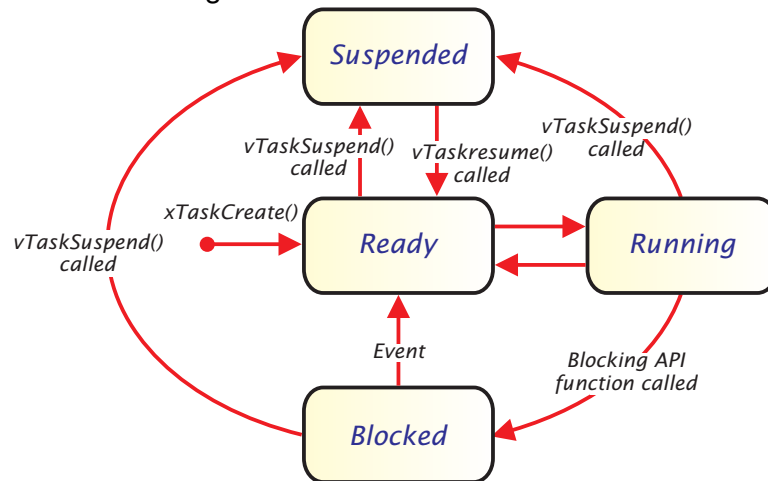 Suspended
vTaskSuspend()
called
vTaskresume()
called
vTaskSuspend()
called
xTaskCreate()
vTaskSuspend()
called
Ready
Running
Event
Blocking API
function called
Blocked